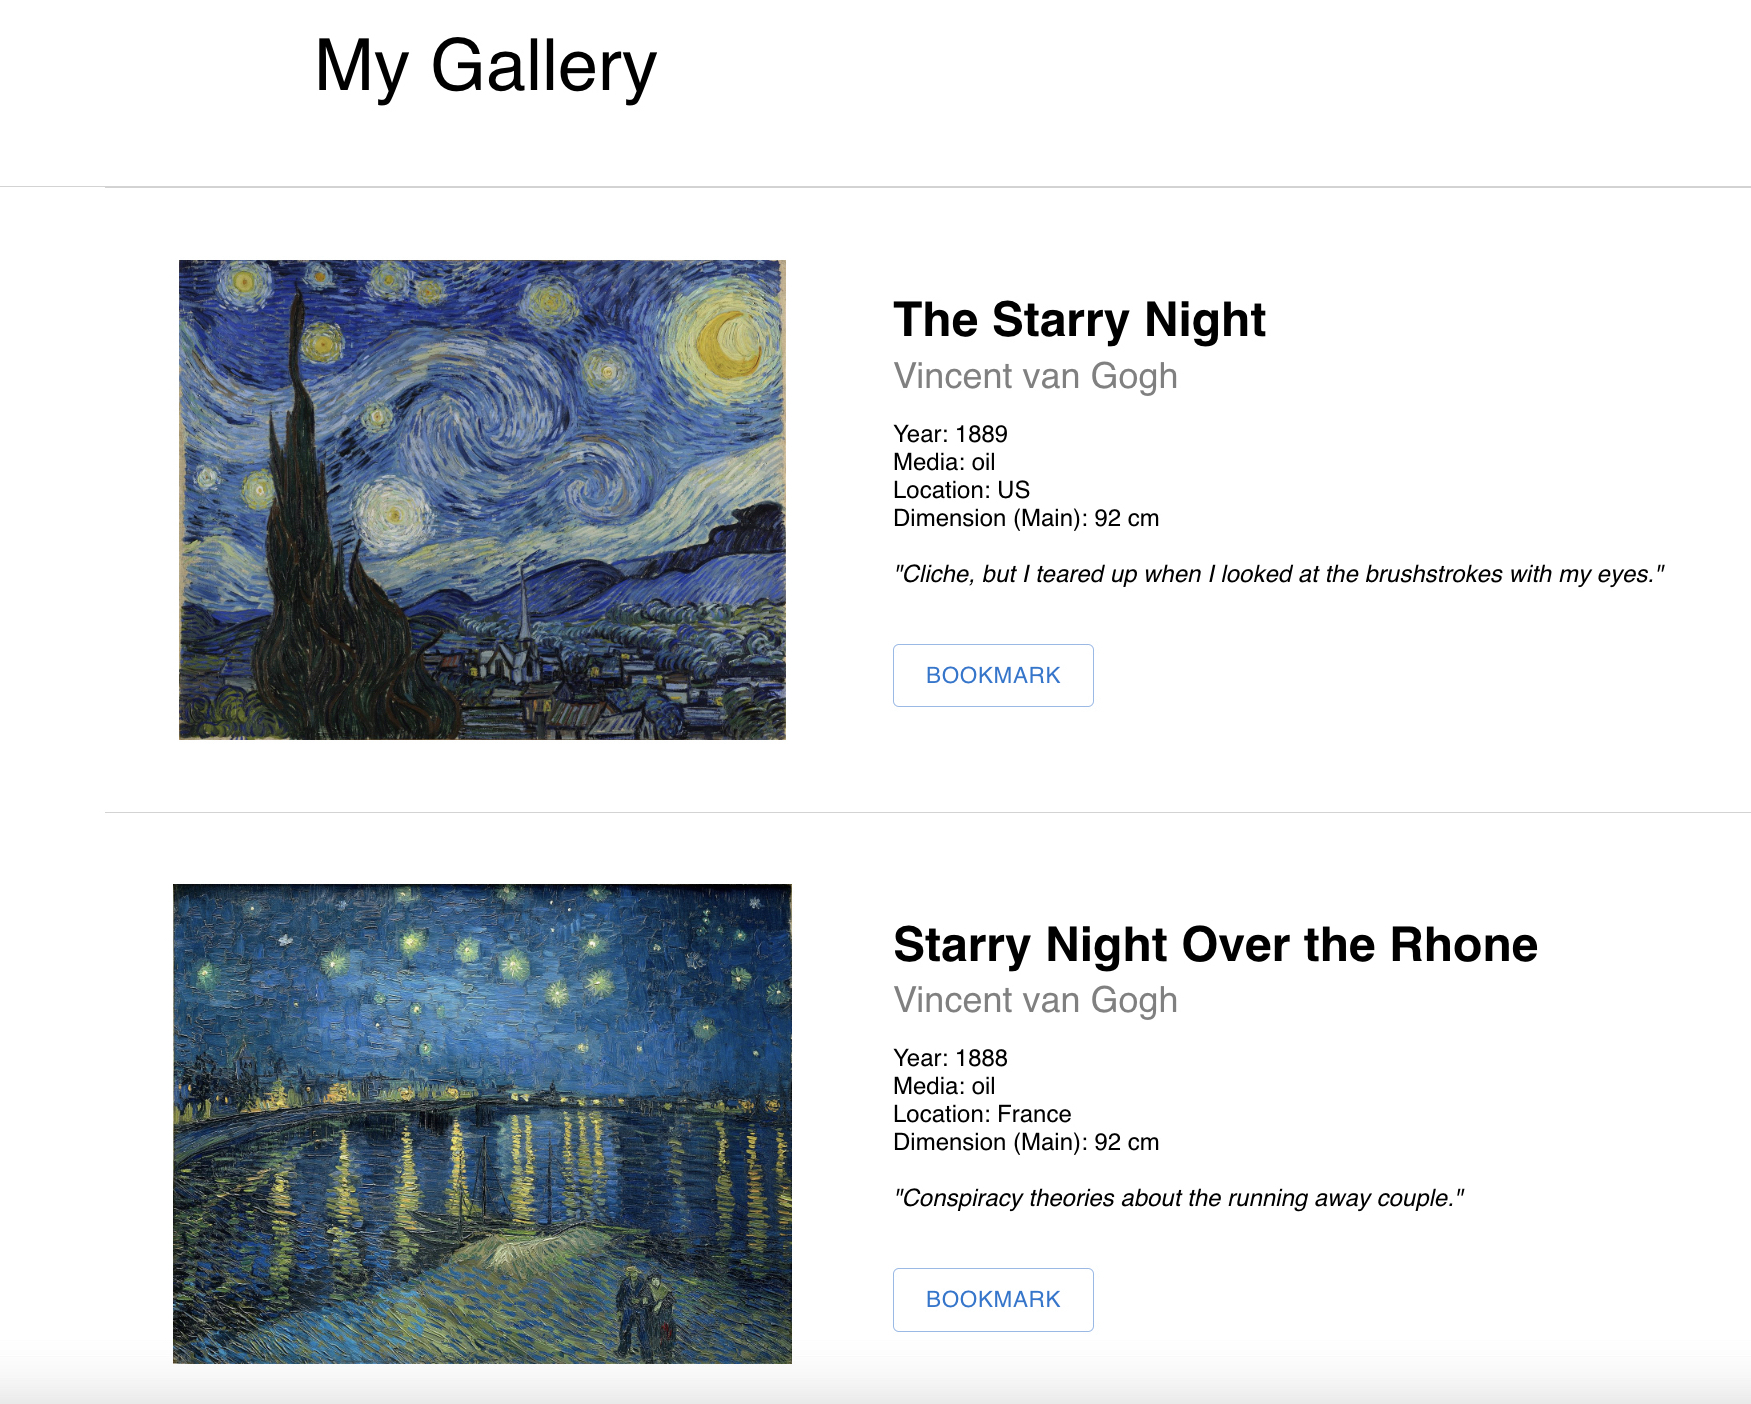 My Gallery
The Starry Night
Vincent van Gogh
Year: 1889
Media: oil
Location: US
Dimension (Main): 92 cm
"Cliche, but I teared up when I looked at the brushstrokes with my eyes."
BOOKMARK
Starry Night Over the Rhone
Vincent van Gogh
Year: 1888
Media: oil
Location: France
Dimension (Main): 92 cm
"Conspiracy theories about the running away couple."
BOOKMARK